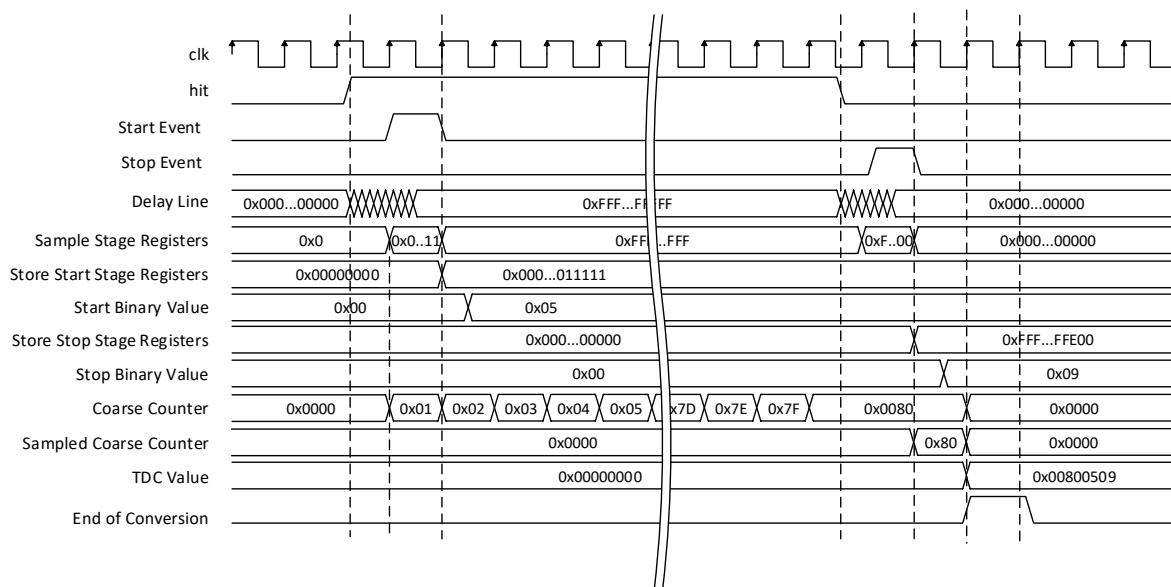 clk
hit
Start Event
Stop Event
Delay Line 0x000...00000 0xFFF...FFFFF 0x000...00000
Sample Stage Registers 0x0 0x0..11 0xFFF...FFF 0xF..00 0x000...00000
Store Start Stage Registers 0x00000000 0x000...011111
Start Binary Value 0x00 0x05
Store Stop Stage Registers 0x000...00000 0xFFF...FFE00
Stop Binary Value 0x00 0x09
Coarse Counter 0x0000 0x01 0x02 0x03 0x04 0x05 0x7D 0x7E 0x7F 0x0080 0x0000
Sampled Coarse Counter 0x0000 0x80 0x0000
TDC Value 0x00000000 0x00800509
End of Conversion